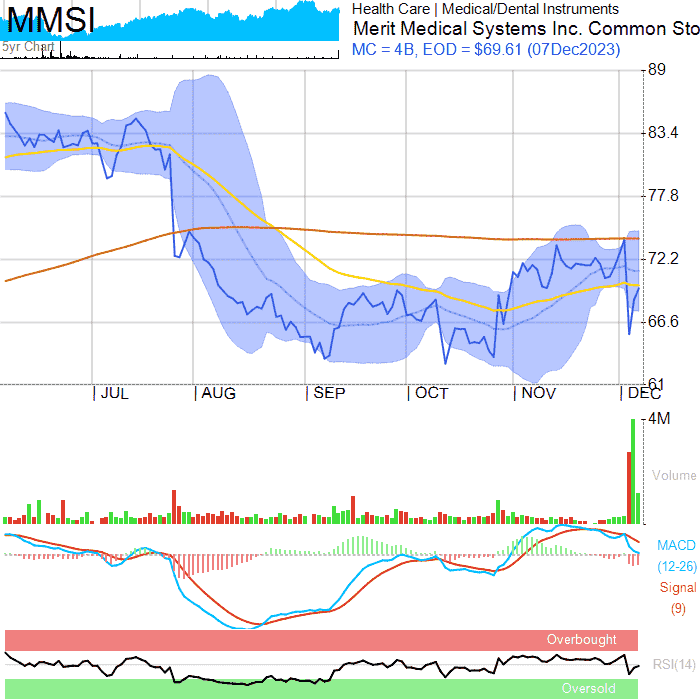 MMSI
5yr Chart
Health Care | Medical/Dental Instruments
Merit Medical Systems Inc. Common Sto
MC = 4B, EOD = $69.61 (07Dec2023)
89
83.4
77.8
72.2
66.6
61
JUL
AUG
SEP
OCT
NOV
DEC
4M
Volume
MACD
(12-26)
Signal
(9)
Overbought
RSI(14)
Oversold